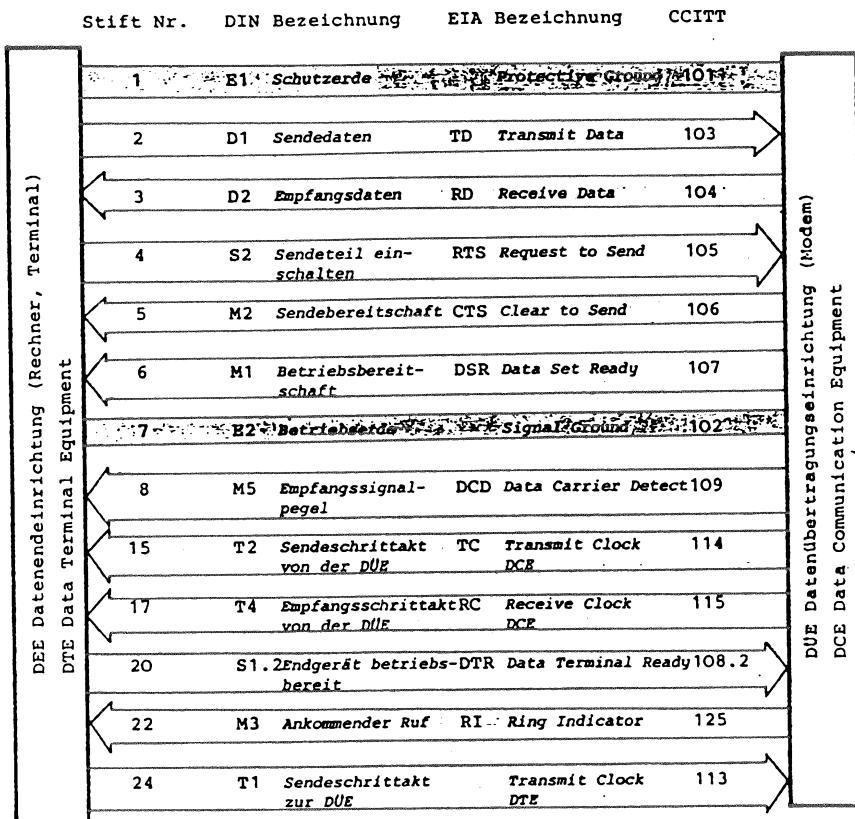 Stift Nr. DIN Bezeichnung EIA Bezeichnung CCITT
1 E1 Schutzerde Protective Ground 101
2 D1 Sendedaten TD Transmit Data 103
3 D2 Empfangsdaten RD Receive Data 104
4 S2 Sendeteil ein- RTS Request to Send 105
schalten
5 M2 Sendebereitschaft CTS Clear to Send 106
6 M1 Betriebsbereit- DSR Data Set Ready 107
schaft
7 E2 Betriebserde Signal Ground 102
8 M5 Empfangssignal- DCD Data Carrier Detect 109
pegel
15 T2 Sendeschrittakt TC Transmit Clock 114
von der DÜE DCE
17 T4 Empfangsschrittakt RC Receive Clock 115
von der DÜE DCE
20 S1.2 Endgerät betriebs- DTR Data Terminal Ready 108.2
bereit
22 M3 Ankommender Ruf RI Ring Indicator 125
24 T1 Sendeschrittakt Transmit Clock 113
zur DÜE DTE
DEE Datenendeinrichtung (Rechner, Terminal)
DTE Data Terminal Equipment
DÜE Datenübertragungseinrichtung (Modem)
DCE Data Communication Equipment